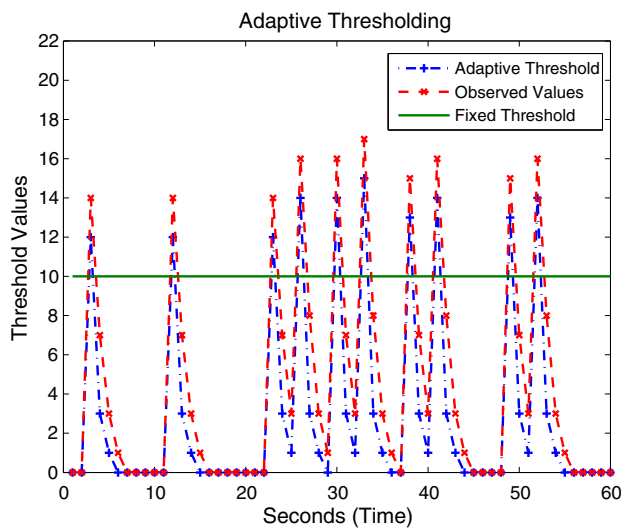 Adaptive Thresholding
22
20
18
16
14
12
10
8
6
4
2
0
Threshold Values
Adaptive Threshold
Observed Values
Fixed Threshold
0 10 20 30 40 50 60
Seconds (Time)